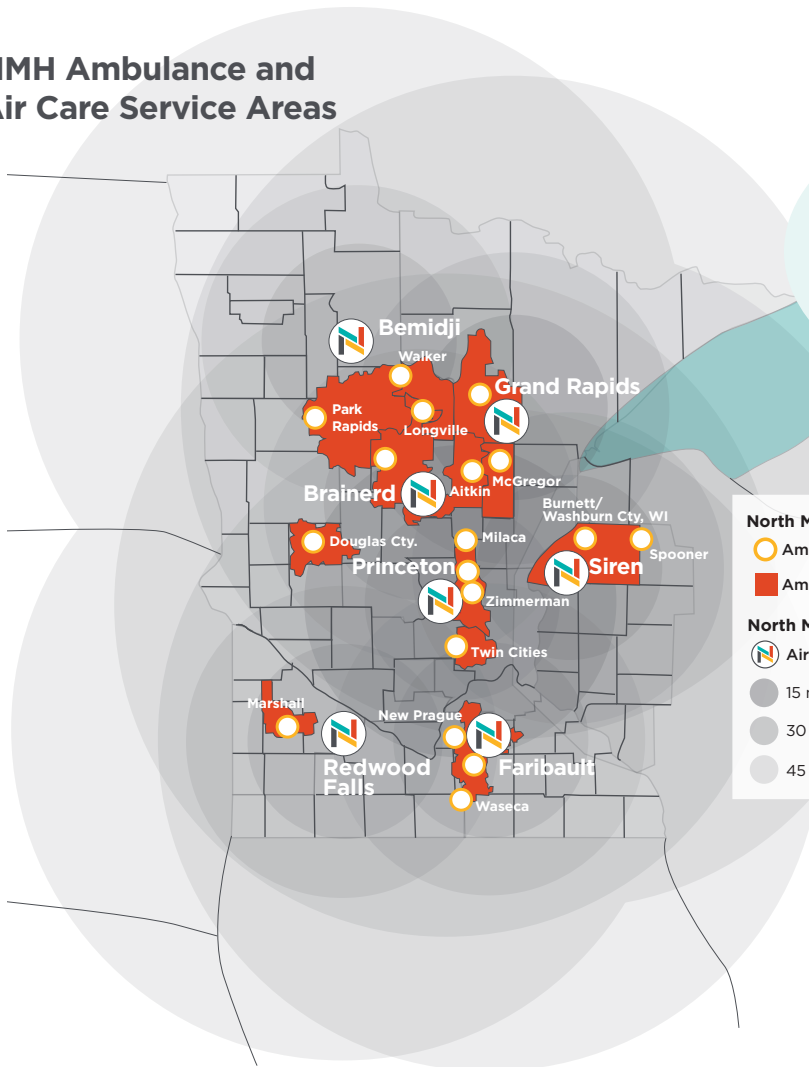 MH Ambulance and
Air Care Service Areas
Bemidji
Walker
Grand Rapids
Park
Rapids
Longville
McGregor
Brainerd
Aitkin
Burnett/
Washburn Cty, WI
Milaca
Douglas Cty.
Spooner
Princeton
Siren
Zimmerman
Twin Cities
Marshall
New Prague
Redwood
Falls
Faribault
Waseca
North M
Am
Am
North M
Air
15
30
45